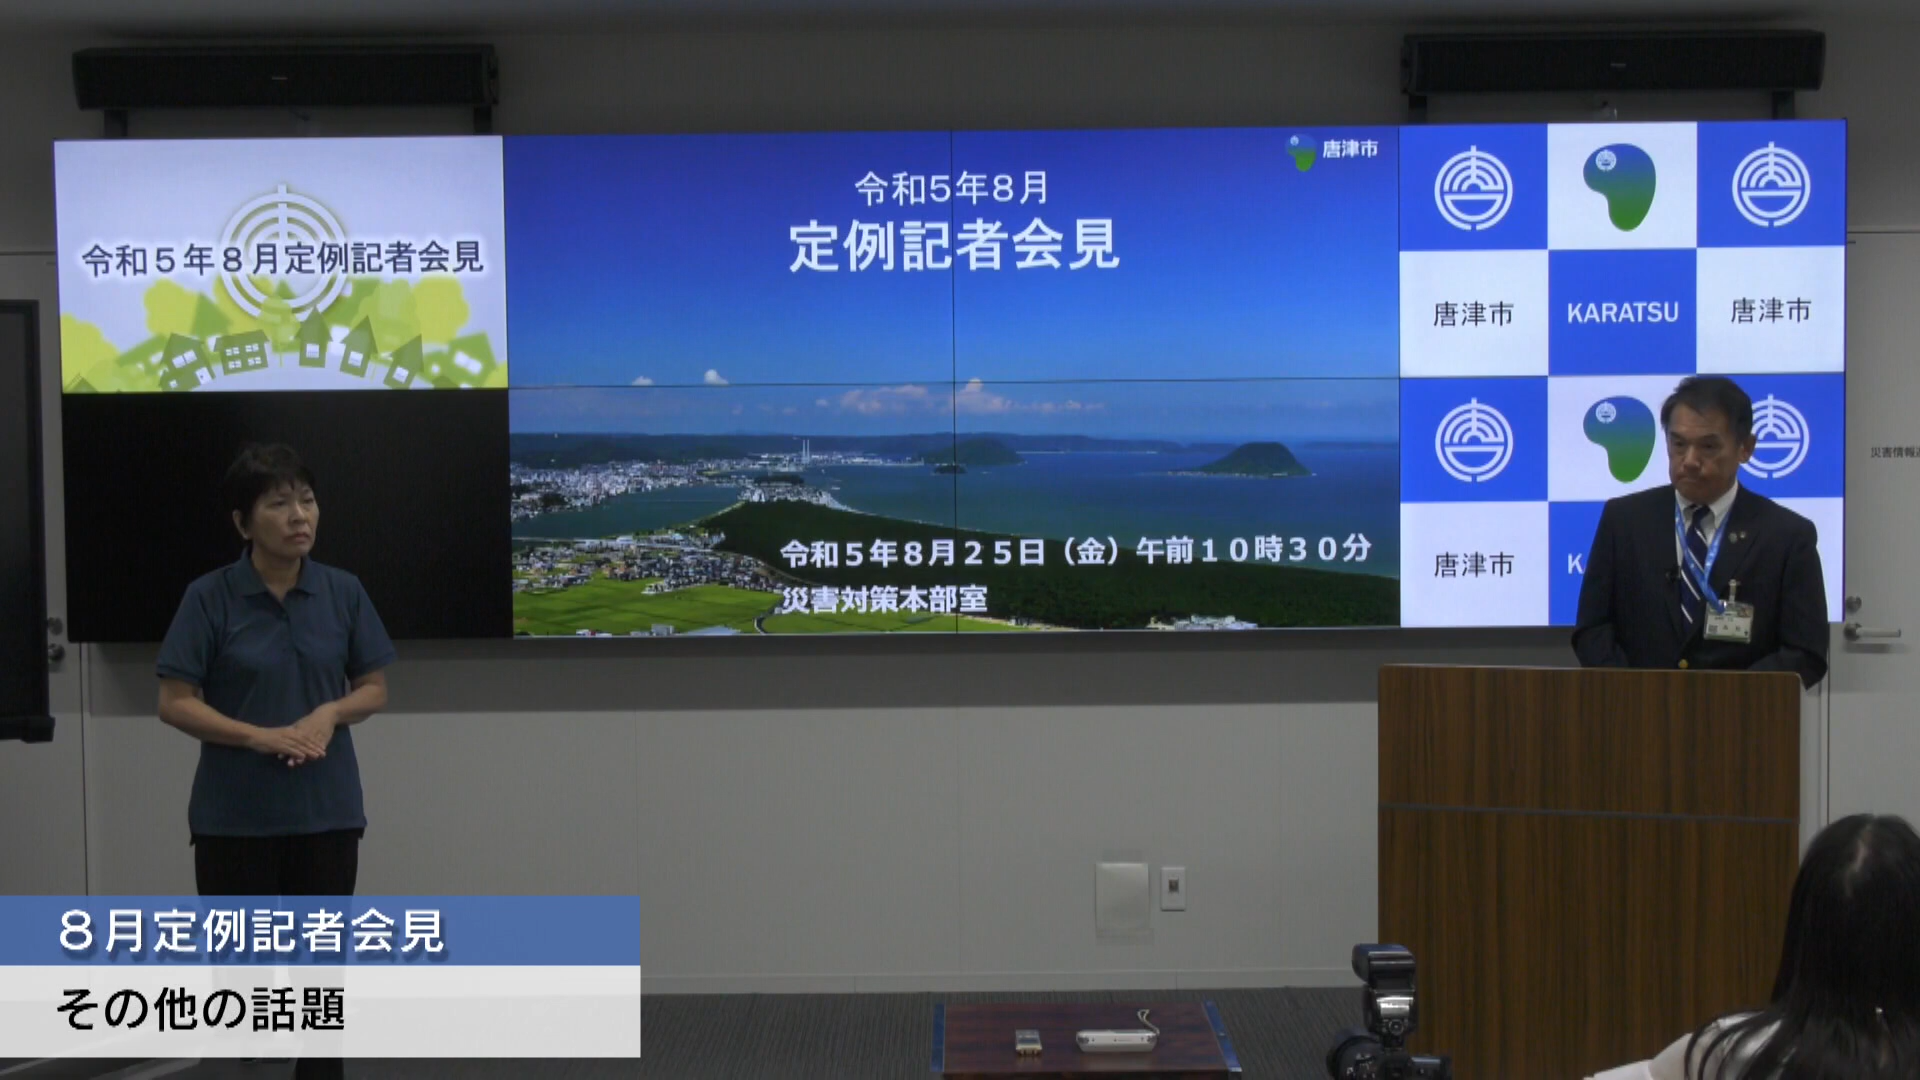 令和５年８月定例記者会見
唐津市
令和5年8月
定例記者会見
令和５年８月２５日（金）午前１０時３０分
災害対策本部室
唐津市
KARATSU
唐津市
唐津市
K
災害情報
８月定例記者会見
その他の話題